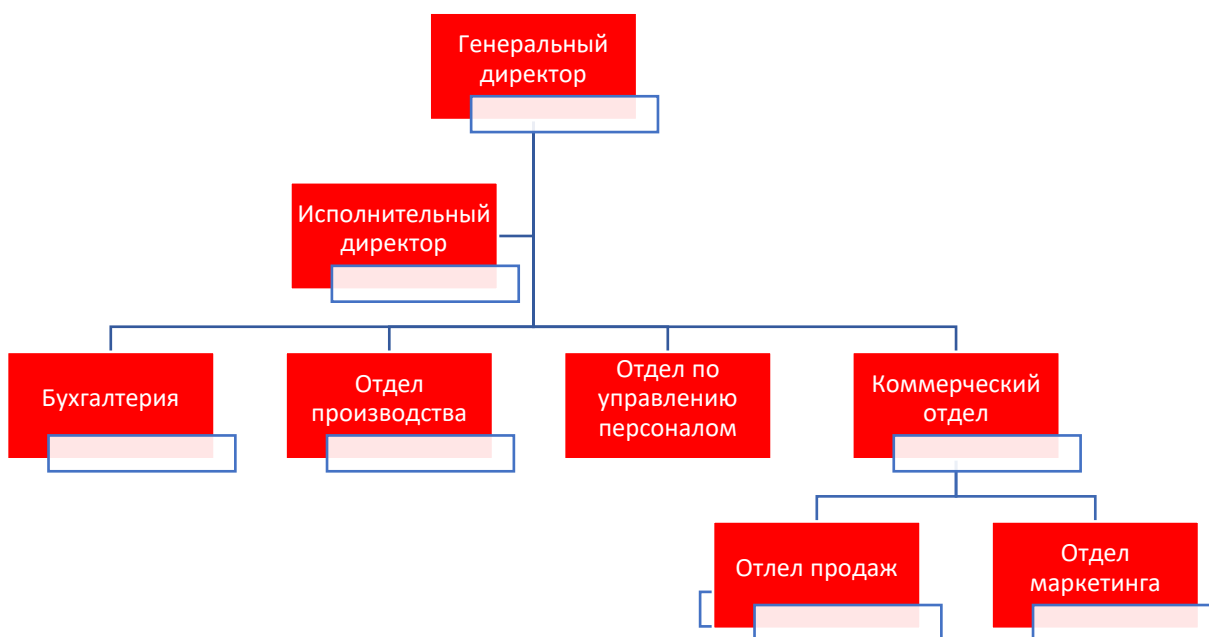 Генеральный
директор
Исполнительный
директор
Бухгалтерия
Отдел
производства
Отдел по
управлению
персоналом
Коммерческий
отдел
Отлел продаж
Отдел
маркетинга